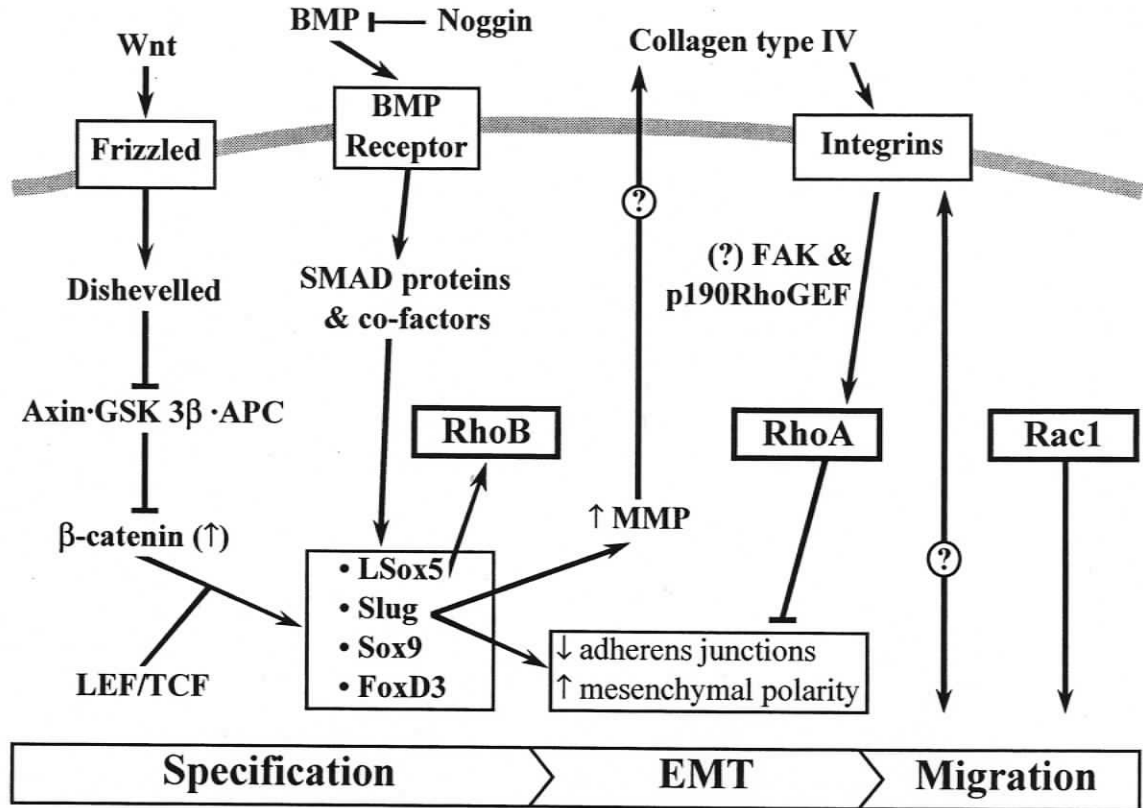 BMP
Noggin
Wnt
Collagen type IV
BMP
Receptor
Frizzled
Integrins
?
(?) FAK &
p190RhoGEF
Dishevelled
SMAD proteins
& co-factors
Axin·GSK 3β ·APC
RhoB
RhoA
Rac1
↑ MMP
β-catenin (↑)
?
• LSox5
• Slug
• Sox9
• FoxD3
↓ adherens junctions
↑ mesenchymal polarity
LEF/TCF
Specification
EMT
Migration